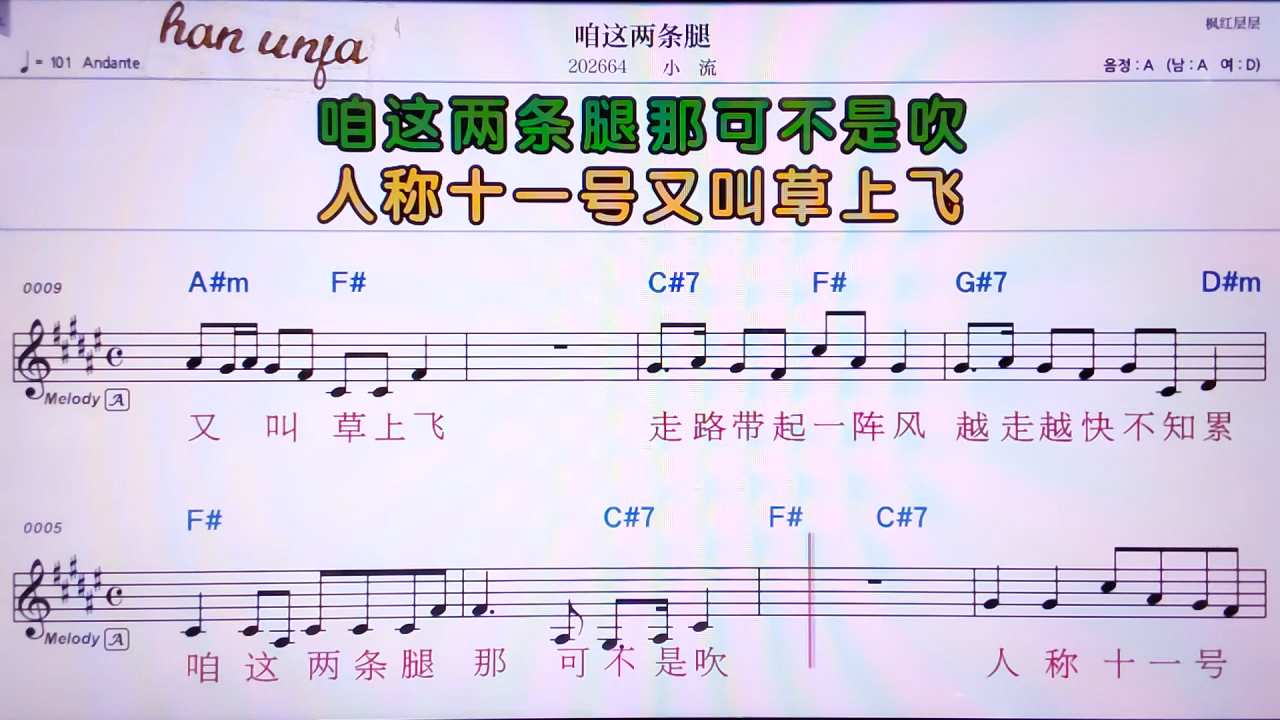 han unfa
咱这两条腿
枫红层层
♩= 101 Andante
202664 小 流
음정 : A (남 : A 여 : D)
咱这两条腿那可不是吹
人称十一号又叫草上飞
0009 A#m F# C#7 F# G#7 D#m
Melody A
又 叫 草上飞 走路带起一阵风 越走越快不知累
0005 F# C#7 F# C#7
Melody A
咱 这 两 条 腿 那 可 不 是吹 人 称 十 一 号